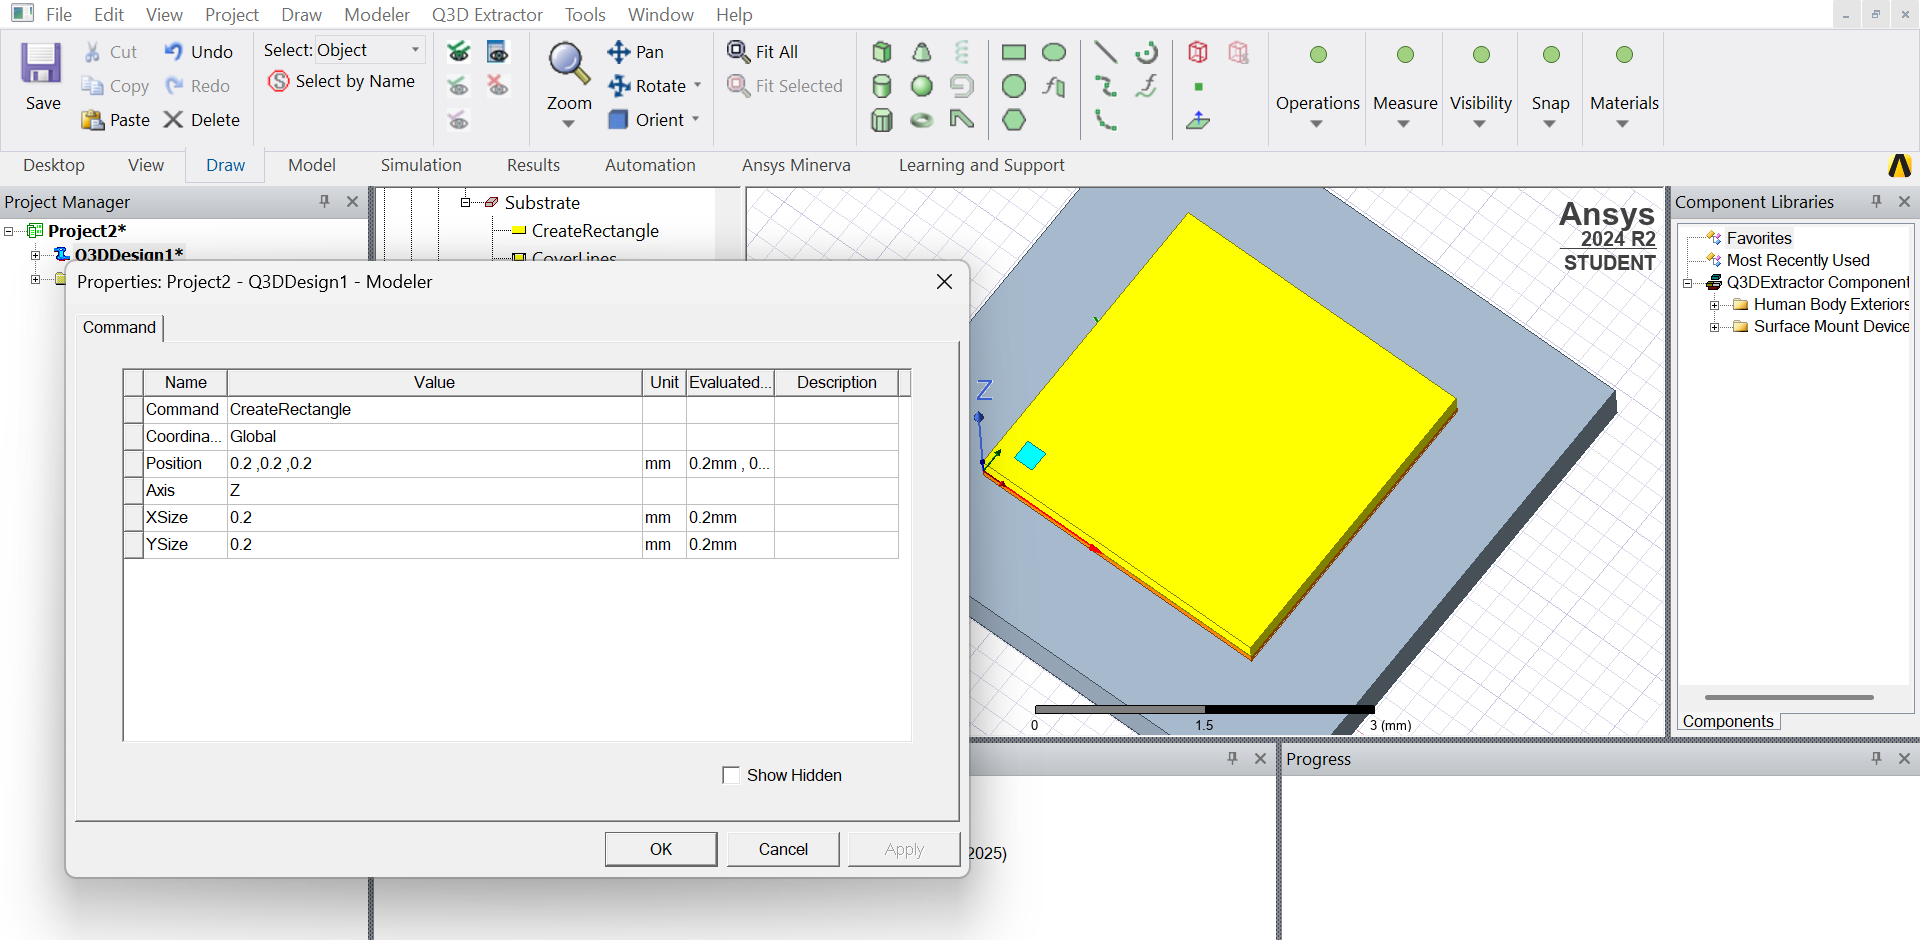 File Edit View Project Draw Modeler Q3D Extractor Tools Window Help
Save
Cut
Copy
Paste
Undo
Redo
Delete
Select: Object
Select by Name
Zoom
Pan
Rotate
Orient
Fit All
Fit Selected
Operations
Measure
Visibility
Snap
Materials
Desktop View Draw Model Simulation Results Automation Ansys Minerva Learning and Support
Project Manager
Project2*
Q3DDesign1*
Substrate
CreateRectangle
CoverLines
Properties: Project2 - Q3DDesign1 - Modeler
Command
Name Value Unit Evaluated... Description
Command CreateRectangle
Coordina... Global
Position 0.2 ,0.2 ,0.2 mm 0.2mm , 0...
Axis Z
XSize 0.2 mm 0.2mm
YSize 0.2 mm 0.2mm
Show Hidden
OK Cancel Apply
Z
Ansys
2024 R2
STUDENT
0 1.5 3 (mm)
Component Libraries
Favorites
Most Recently Used
Q3DExtractor Component
Human Body Exteriors
Surface Mount Device
Components
2025)
Progress